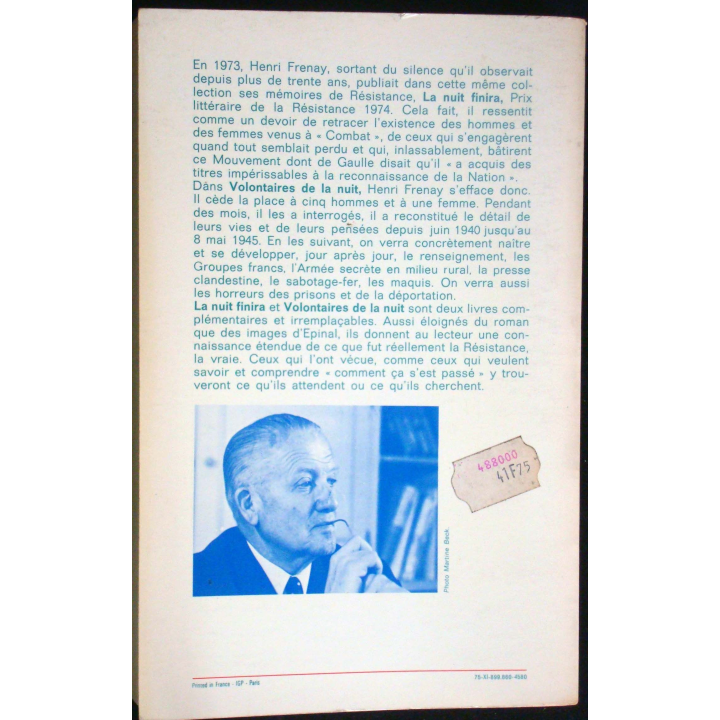 En 1973, Henri Frenay, sortant du silence qu'il observait
depuis plus de trente ans, publiait dans cette même col-
lection ses mémoires de Résistance, La nuit finira, Prix
littéraire de la Résistance 1974. Cela fait, il ressentit
comme un devoir de retracer l'existence des hommes et
des femmes venus à « Combat », de ceux qui s'engagèrent
quand tout semblait perdu et qui, inlassablement, bâtirent
ce Mouvement dont de Gaulle disait qu'il « a acquis des
titres impérissables à la reconnaissance de la Nation ».
Dans Volontaires de la nuit, Henri Frenay s'efface donc.
Il cède la place à cinq hommes et à une femme. Pendant
des mois, il les a interrogés, il a reconstitué le détail de
leurs vies et de leurs pensées depuis juin 1940 jusqu'au
8 mai 1945. En les suivant, on verra concrètement naître
et se développer, jour après jour, le renseignement, les
Groupes francs, l'Armée secrète en milieu rural, la presse
clandestine, le sabotage-fer, les maquis. On verra aussi
les horreurs des prisons et de la déportation.
La nuit finira et Volontaires de la nuit sont deux livres com-
plémentaires et irremplaçables. Aussi éloignés du roman
que des images d'Epinal, ils donnent au lecteur une con-
naissance étendue de ce que fut réellement la Résistance,
la vraie. Ceux qui l'ont vécue, comme ceux qui veulent
savoir et comprendre « comment ça s'est passé » y trou-
veront ce qu'ils attendent ou ce qu'ils cherchent.
488000
41F75
Photo Martine Beck.
Printed in France - IGP - Paris